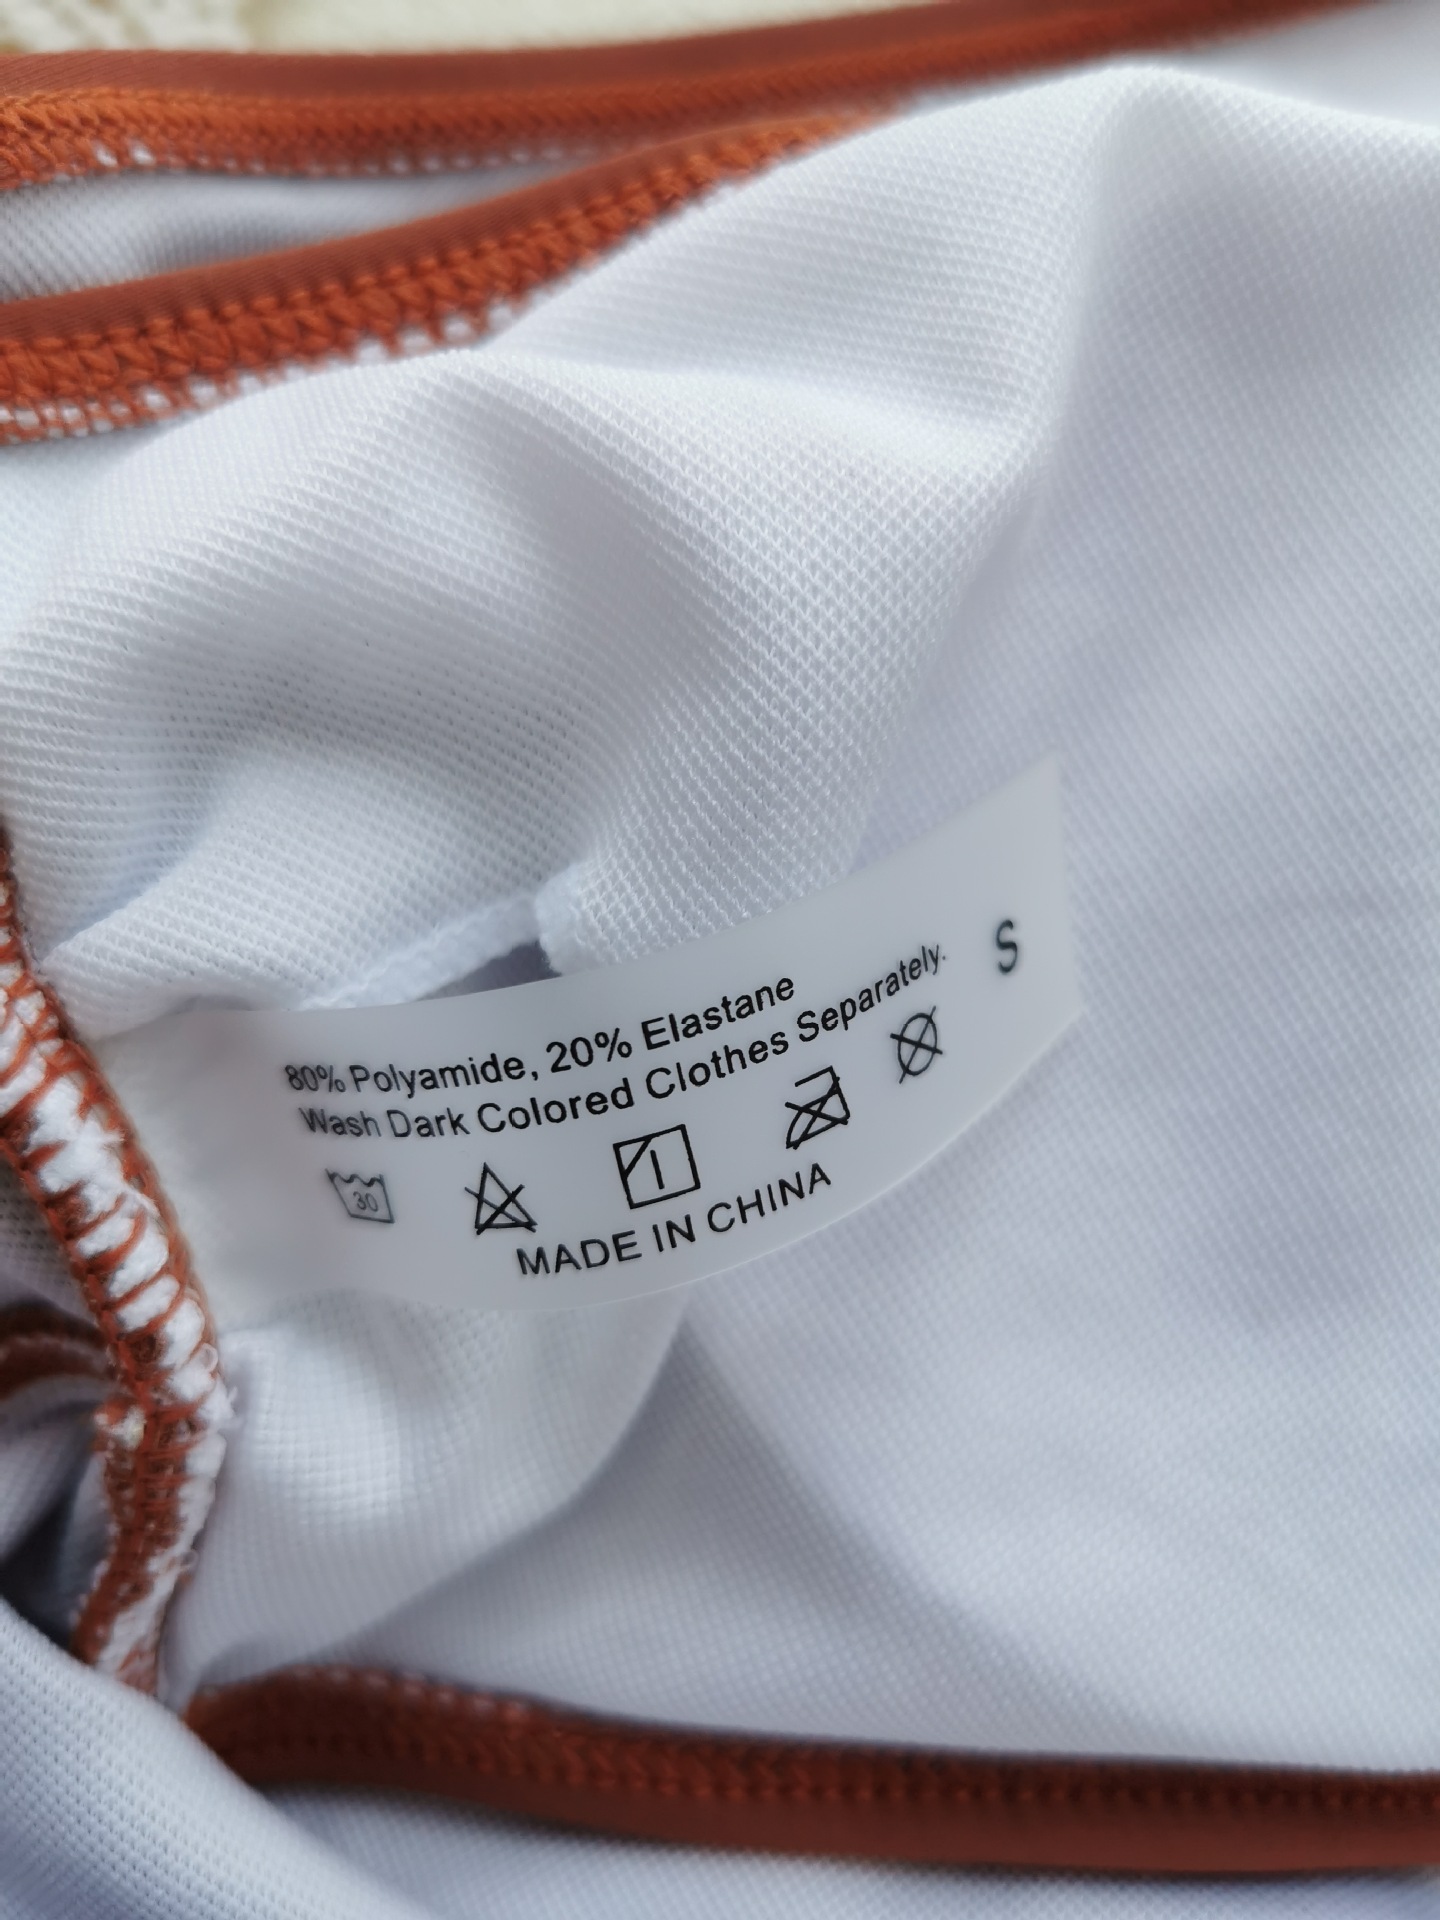 80% Polyamide, 20% Elastane
Wash Dark Colored Clothes Separately.
S
30
MADE IN CHINA